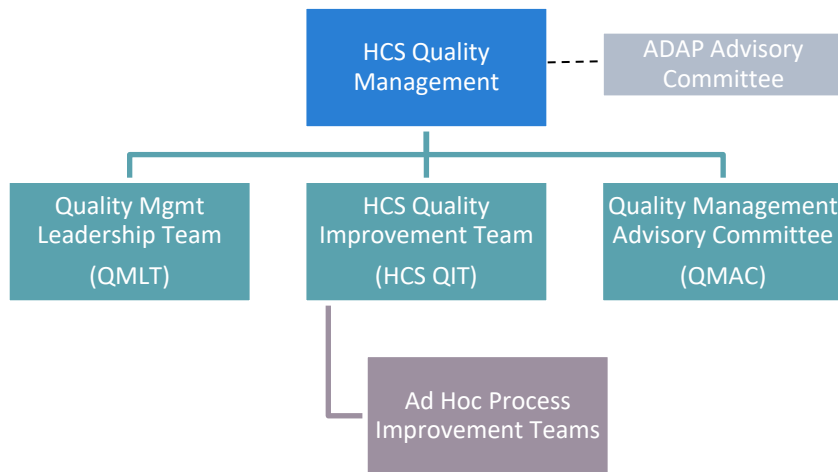 HCS Quality
Management
ADAP Advisory
Committee
Quality Mgmt
Leadership Team
(QMLT)
HCS Quality
Improvement Team
(HCS QIT)
Quality Management
Advisory Committee
(QMAC)
Ad Hoc Process
Improvement Teams